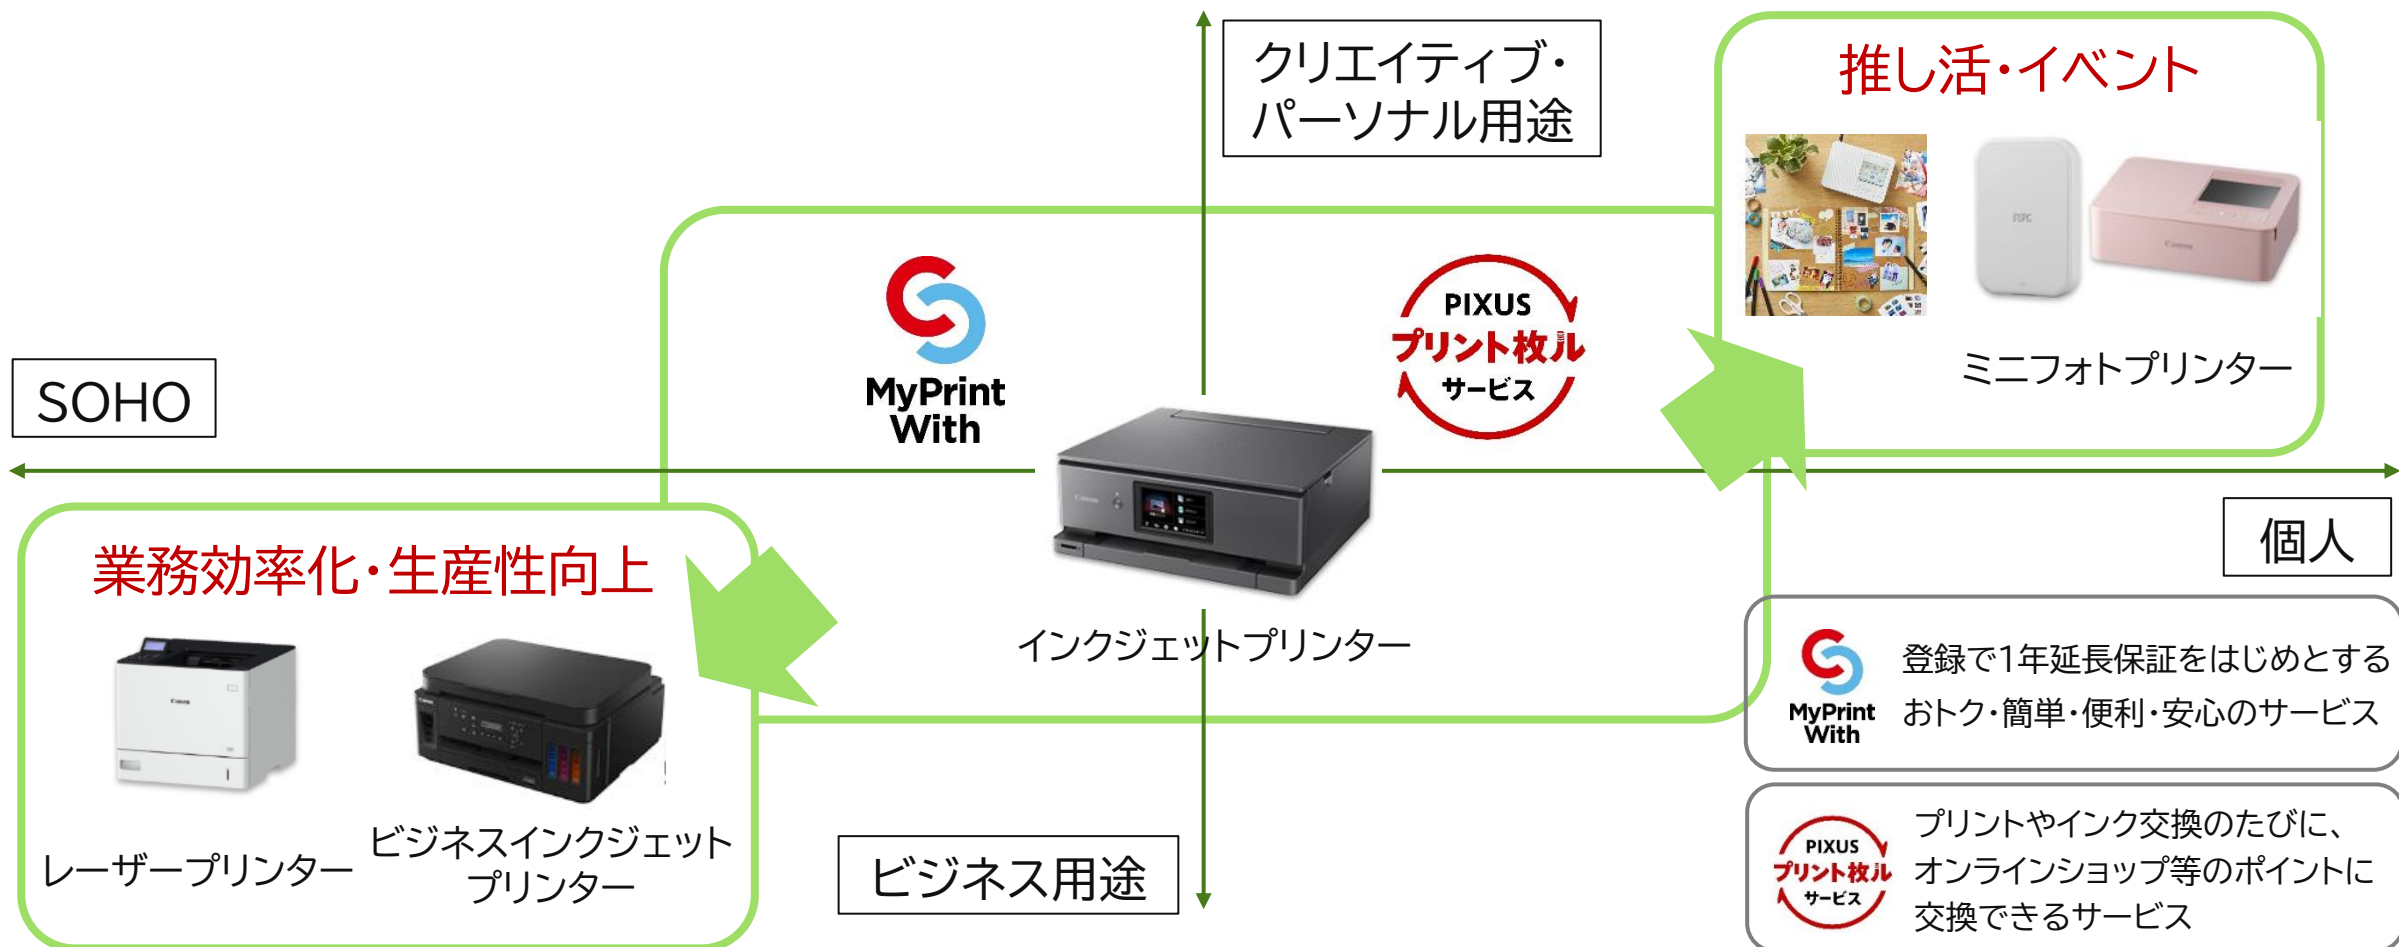 クリエイティブ・
パーソナル用途
推し活・イベント
ミニフォトプリンター
MyPrint
With
PIXUS
プリント枚ル
サービス
SOHO
個人
Canon
インクジェットプリンター
業務効率化・生産性向上
レーザープリンター
ビジネスインクジェット
プリンター
ビジネス用途
MyPrint
With
登録で1年延長保証をはじめとする
おトク・簡単・便利・安心のサービス
PIXUS
プリント枚ル
サービス
プリントやインク交換のたびに、
オンラインショップ等のポイントに
交換できるサービス